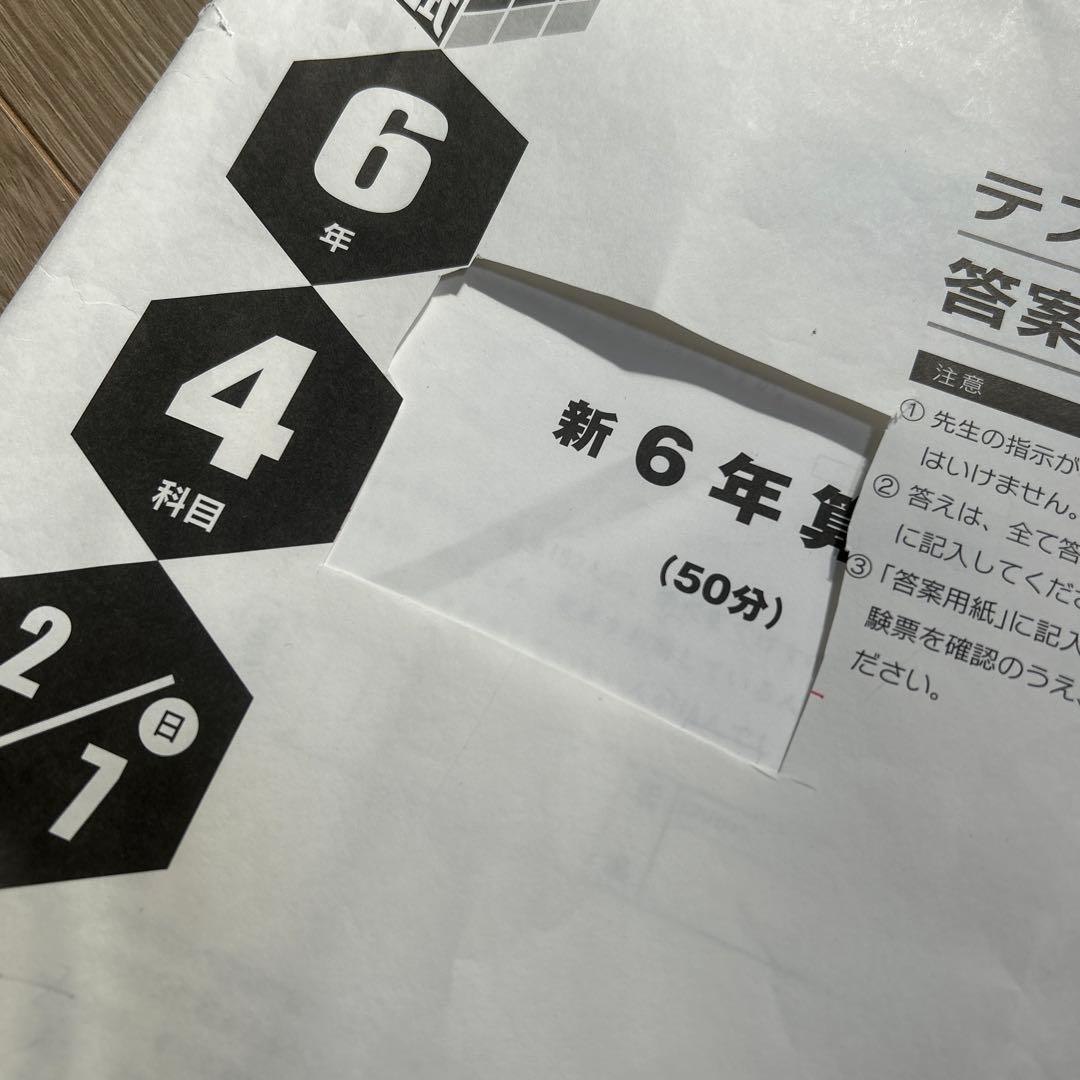 6
年
4
科目
2/1
日
新6年算
(50分)
テス
答案
注意
① 先生の指示が
はいけません。
② 答えは、全て答
に記入してくださ
③ 「答案用紙」に記入
験票を確認のうえ、
ださい。